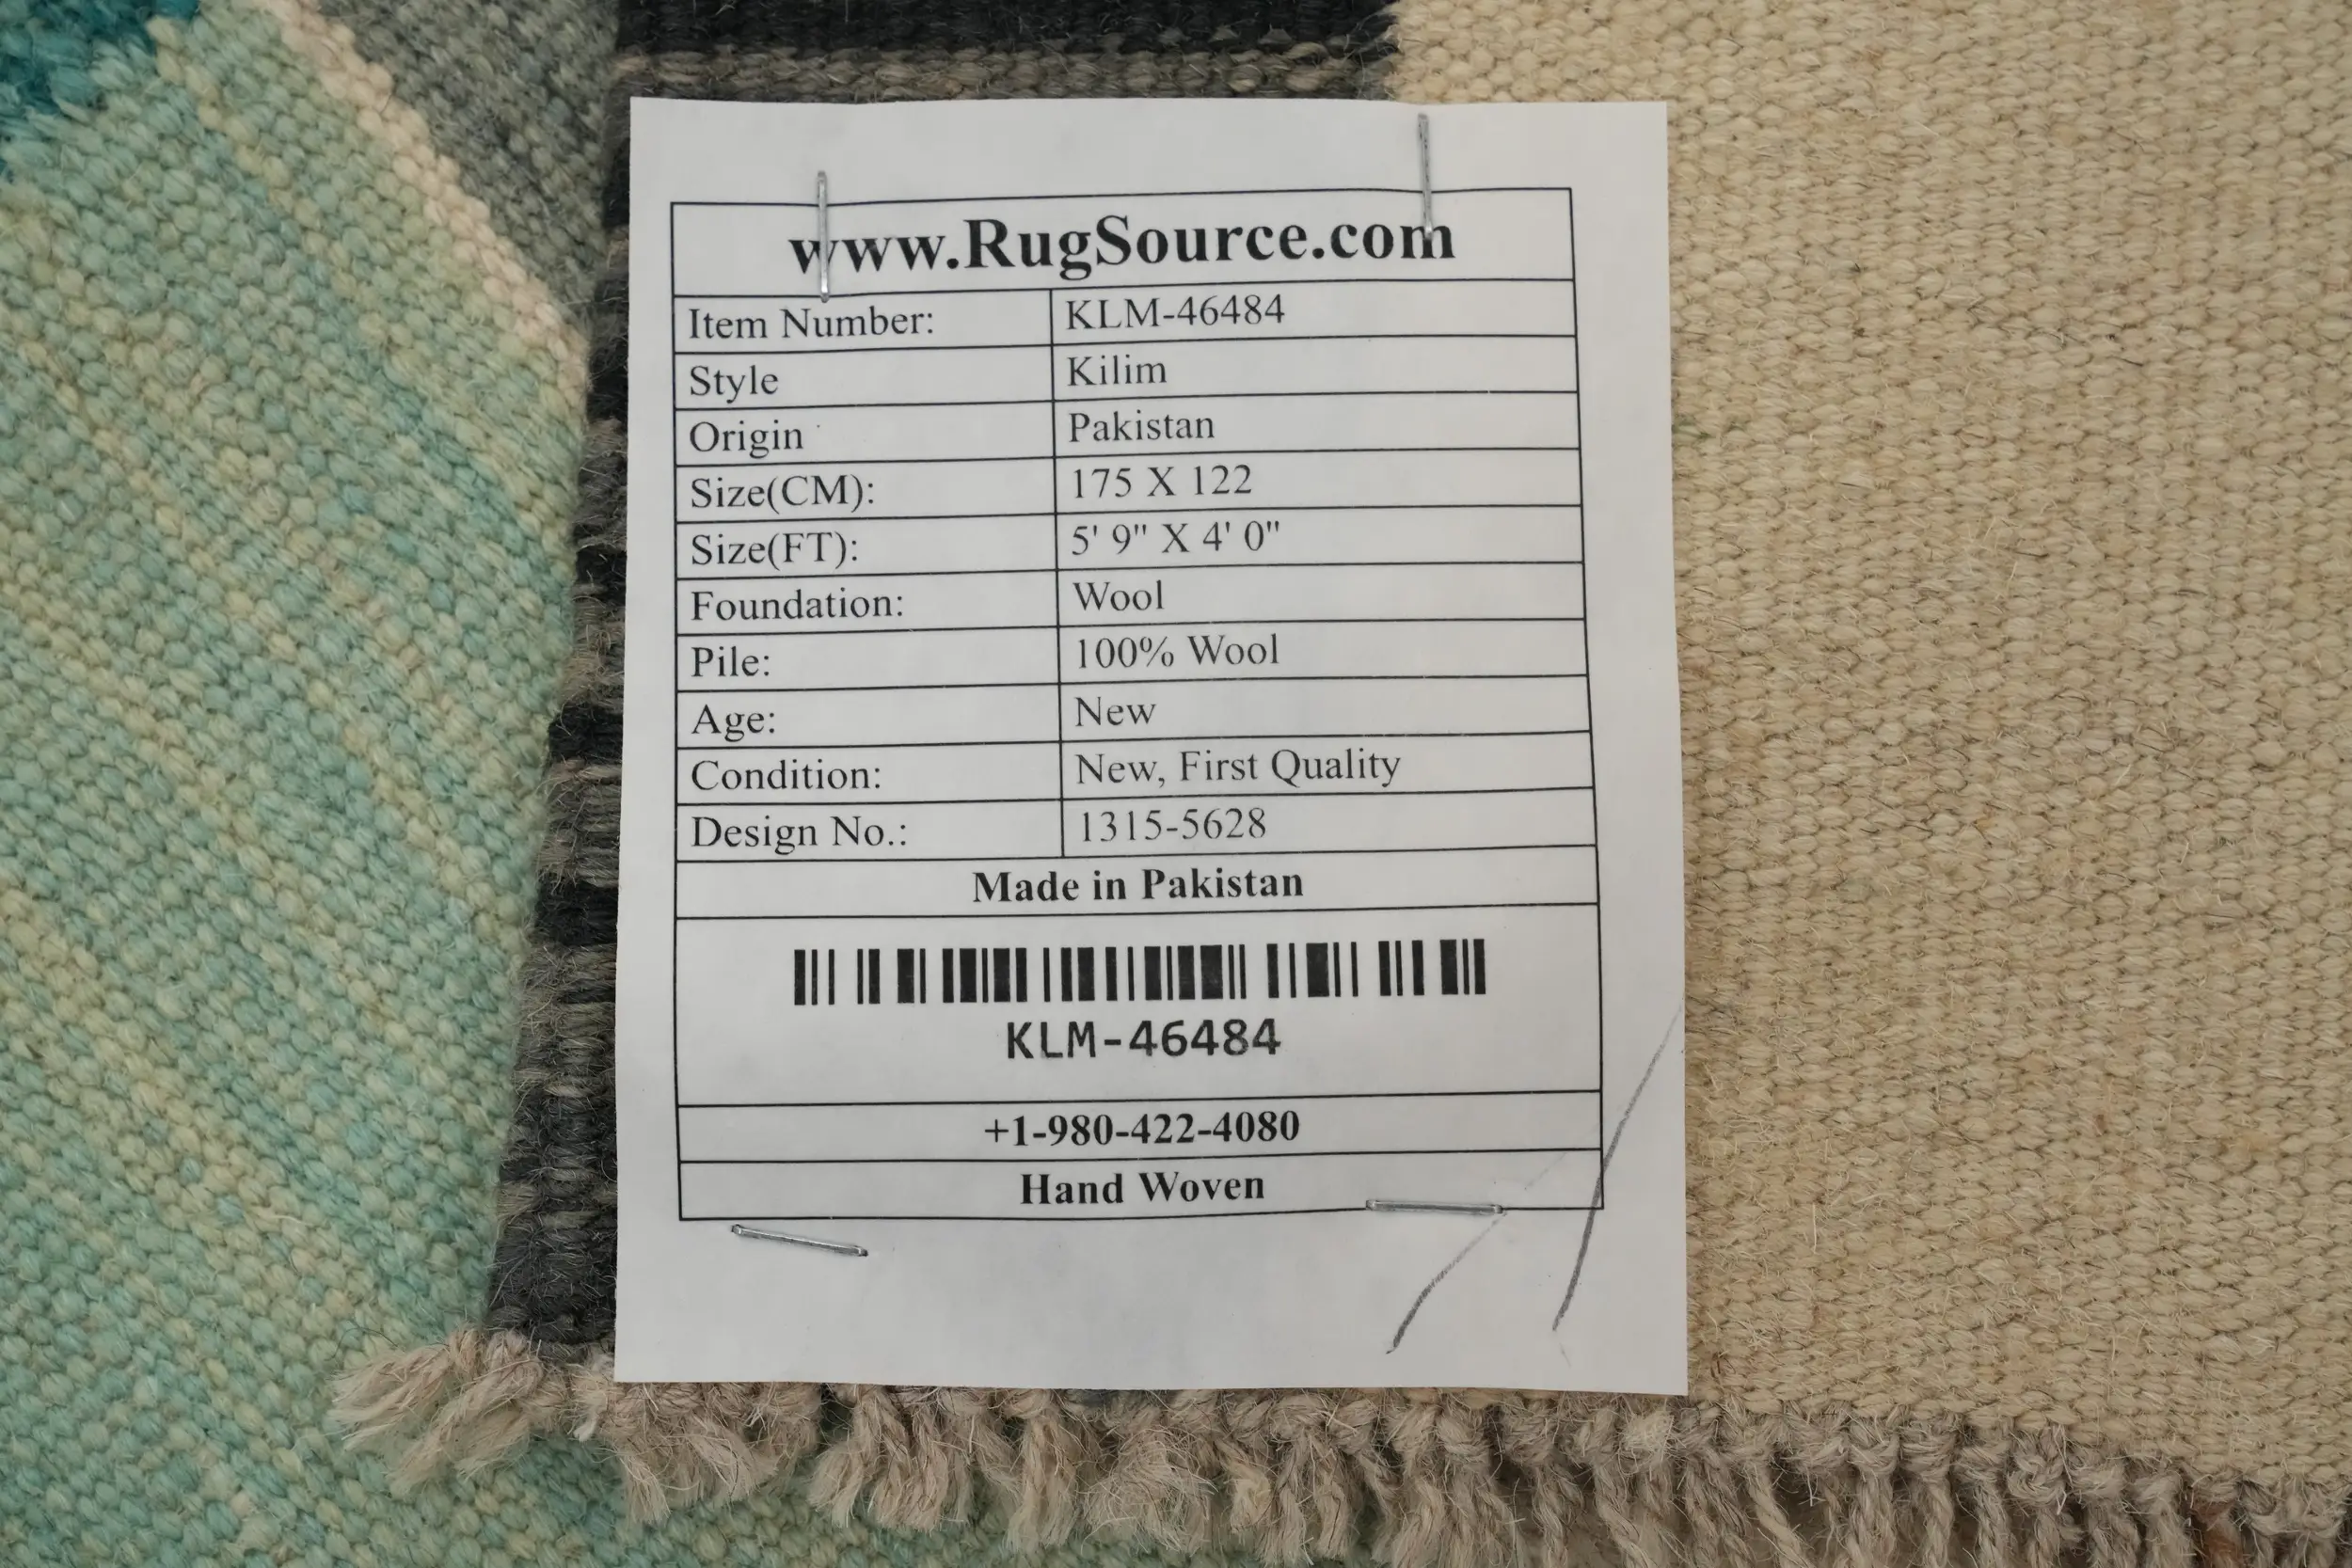 www.RugSource.com
Item Number: KLM-46484
Style Kilim
Origin Pakistan
Size(CM): 175 X 122
Size(FT): 5' 9" X 4' 0"
Foundation: Wool
Pile: 100% Wool
Age: New
Condition: New, First Quality
Design No.: 1315-5628
Made in Pakistan
KLM-46484
+1-980-422-4080
Hand Woven